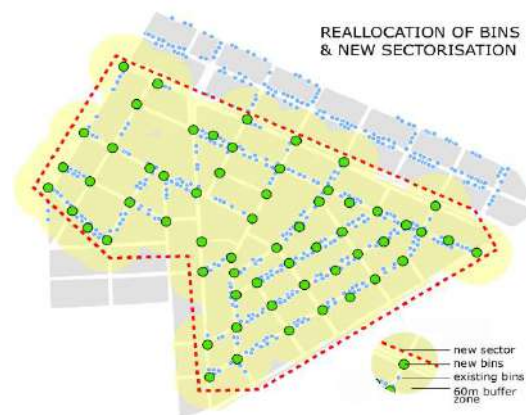 REALLOCATION OF BINS
& NEW SECTORISATION
new sector
new bins
existing bins
60m buffer
zone